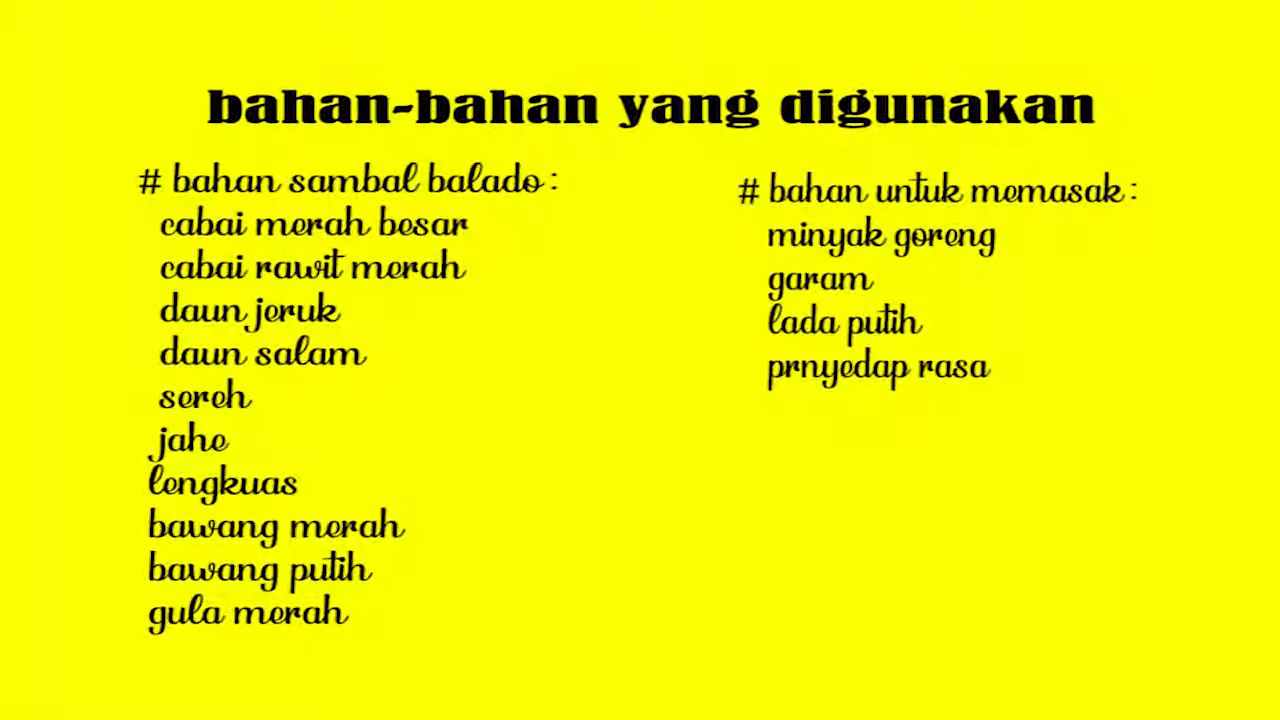 bahan-bahan yang digunakan
# bahan sambal balado :
cabai merah besar
cabai rawit merah
daun jeruk
daun salam
sereh
jahe
lengkuas
bawang merah
bawang putih
gula merah
# bahan untuk memasak :
minyak goreng
garam
lada putih
prnyedap rasa